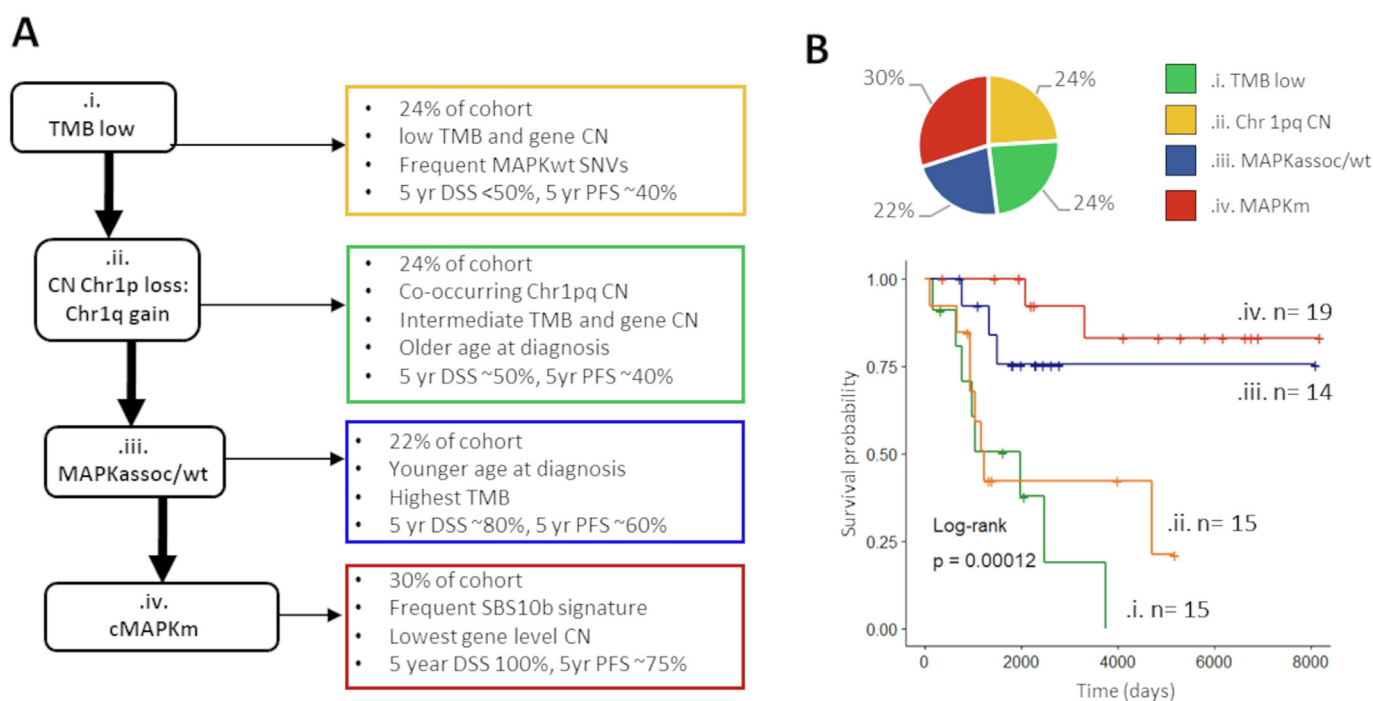 A
.i.
TMB low
• 24% of cohort
• low TMB and gene CN
• Frequent MAPKwt SNVs
• 5 yr DSS <50%, 5 yr PFS ~40%
.ii.
CN Chr1p loss:
Chr1q gain
• 24% of cohort
• Co-occurring Chr1pq CN
• Intermediate TMB and gene CN
• Older age at diagnosis
• 5 yr DSS ~50%, 5yr PFS ~40%
.iii.
MAPKassoc/wt
• 22% of cohort
• Younger age at diagnosis
• Highest TMB
• 5 yr DSS ~80%, 5 yr PFS ~60%
.iv.
cMAPKm
• 30% of cohort
• Frequent SBS10b signature
• Lowest gene level CN
• 5 year DSS 100%, 5yr PFS ~75%
B
30%
24%
22%
24%
.i. TMB low
.ii. Chr 1pq CN
.iii. MAPKassoc/wt
.iv. MAPKm
Survival probability
1.00
0.75
0.50
0.25
0.00
.iv. n= 19
.iii. n= 14
.ii. n= 15
.i. n= 15
Log-rank
p = 0.00012
0
2000
4000
6000
8000
Time (days)